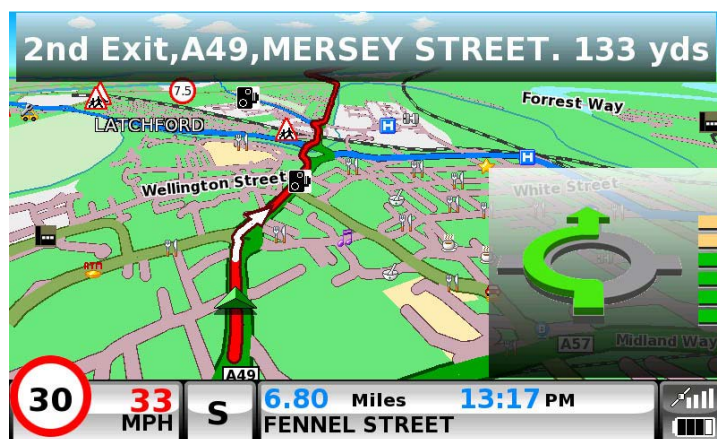 2nd Exit,A49,MERSEY STREET. 133 yds
7.5
Forrest Way
LATCHFORD
H
H
Wellington Street
White Street
ATM
A57
Midland Way
A49
30
33
MPH
S
6.80 Miles
13:17 PM
FENNEL STREET